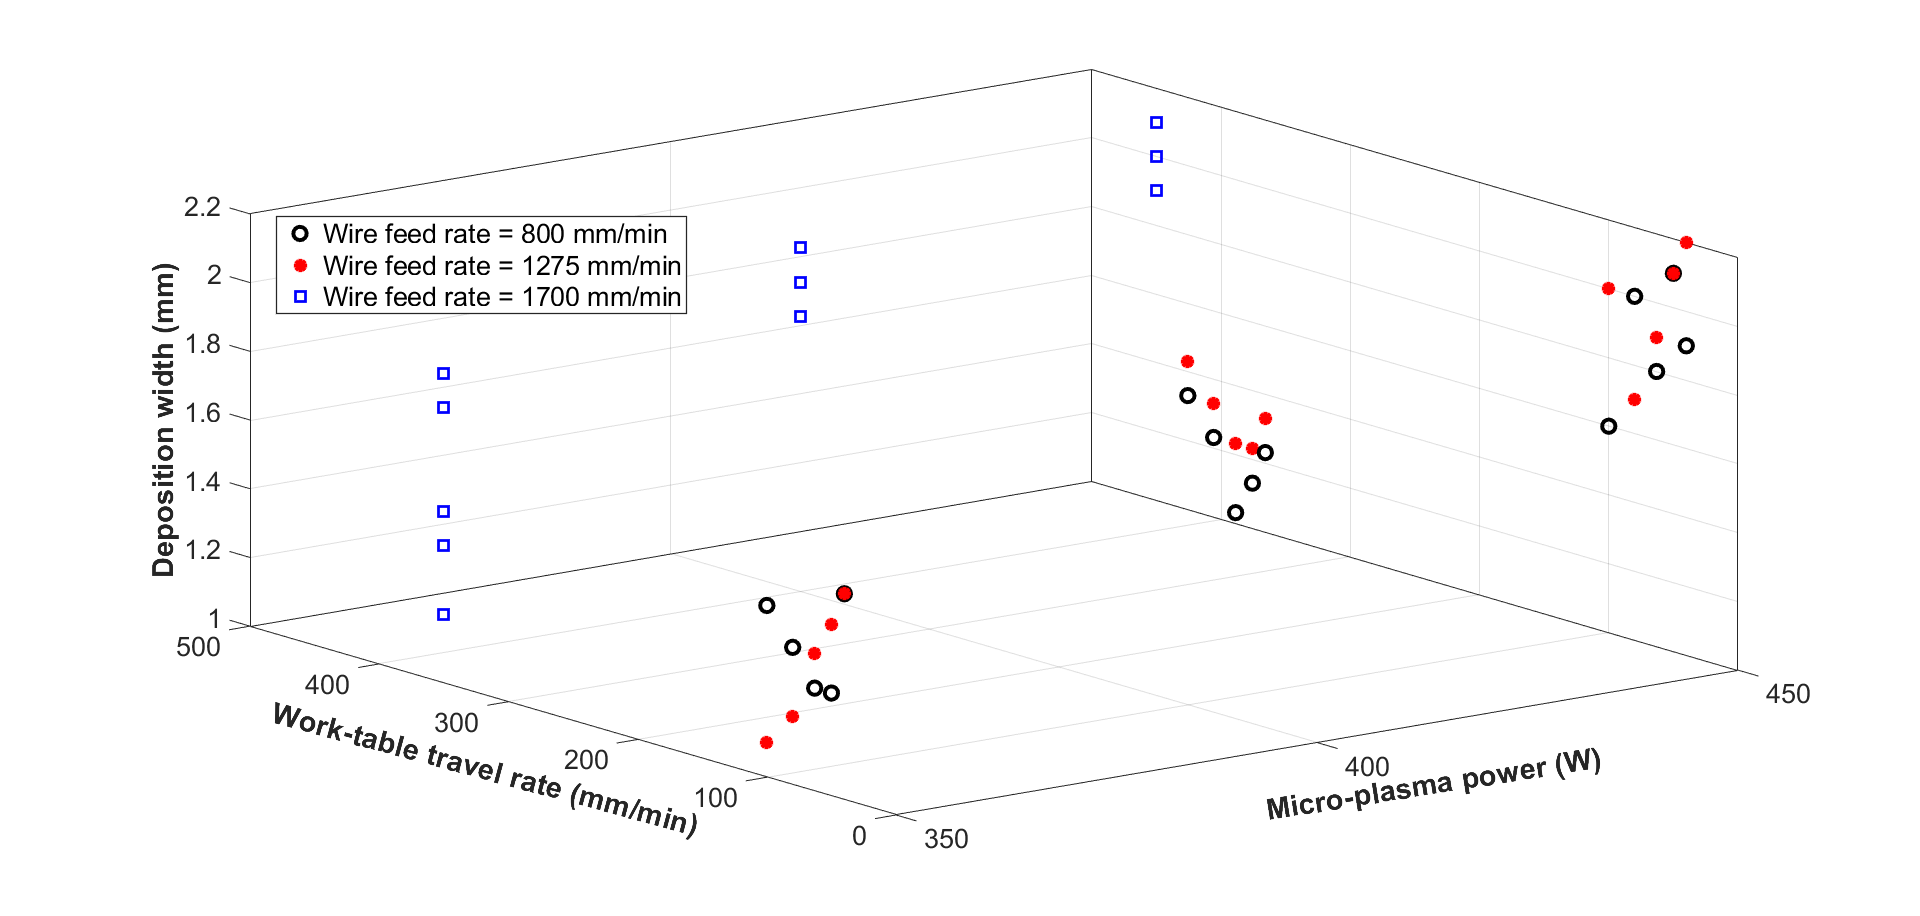 2.2
2
1.8
1.6
1.4
1.2
1
Deposition width (mm)
Wire feed rate = 800 mm/min
Wire feed rate = 1275 mm/min
Wire feed rate = 1700 mm/min
500
400
300
200
100
0
Work-table travel rate (mm/min)
350
400
450
Micro-plasma power (W)